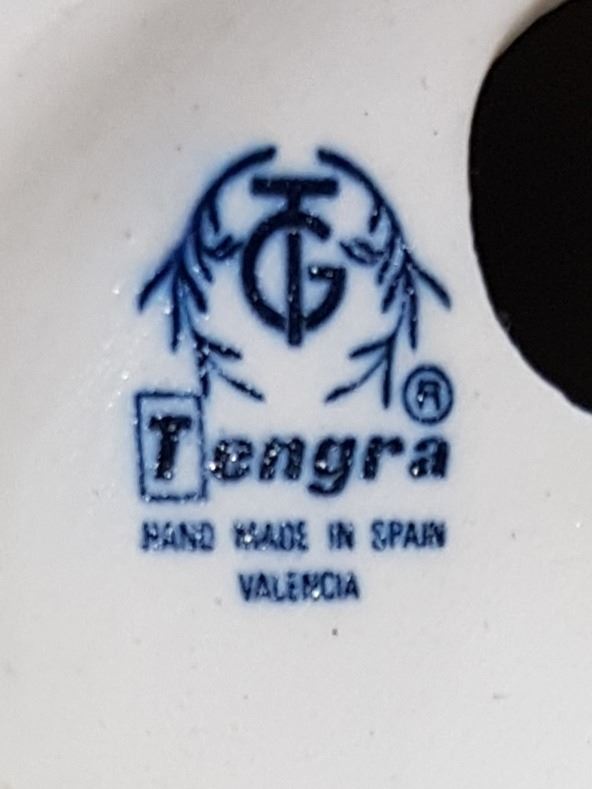 TG
®
Tengra
HAND MADE IN SPAIN
VALENCIA